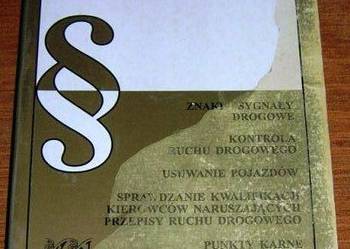 §
ZNAKI I SYGNAŁY
DROGOWE
KONTROLA
RUCHU DROGOWEGO
USUWANIE POJAZDÓW
SPRAWDZANIE KWALIFIKACJI
KIEROWCÓW NARUSZAJĄCYCH
PRZEPISY RUCHU DROGOWEGO
PUNKTY KARNE